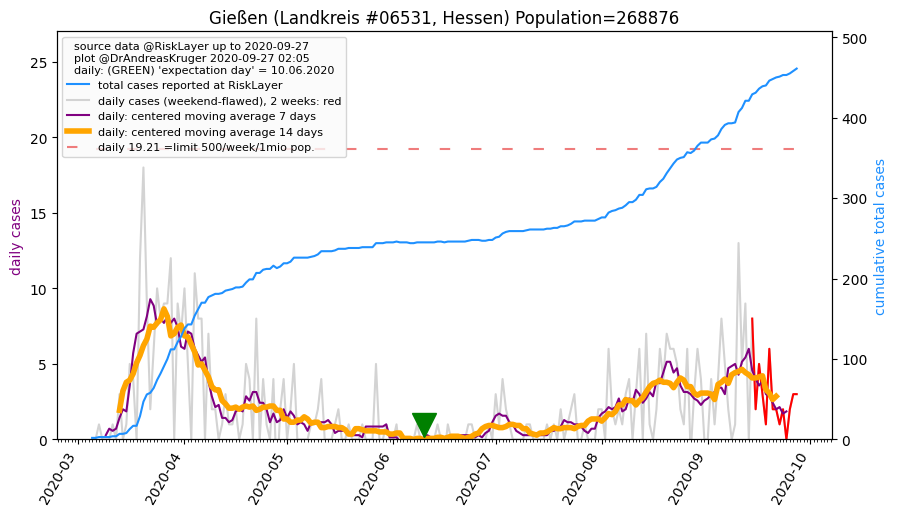 Gießen (Landkreis #06531, Hessen) Population=268876
source data @RiskLayer up to 2020-09-27
plot @DrAndreasKruger 2020-09-27 02:05
daily: (GREEN) 'expectation day' = 10.06.2020
total cases reported at RiskLayer
daily cases (weekend-flawed), 2 weeks: red
daily: centered moving average 7 days
daily: centered moving average 14 days
daily 19.21 =limit 500/week/1mio pop.
daily cases
25
20
15
10
5
0
500
400
300
200
100
0
cumulative total cases
2020-03
2020-04
2020-05
2020-06
2020-07
2020-08
2020-09
2020-10